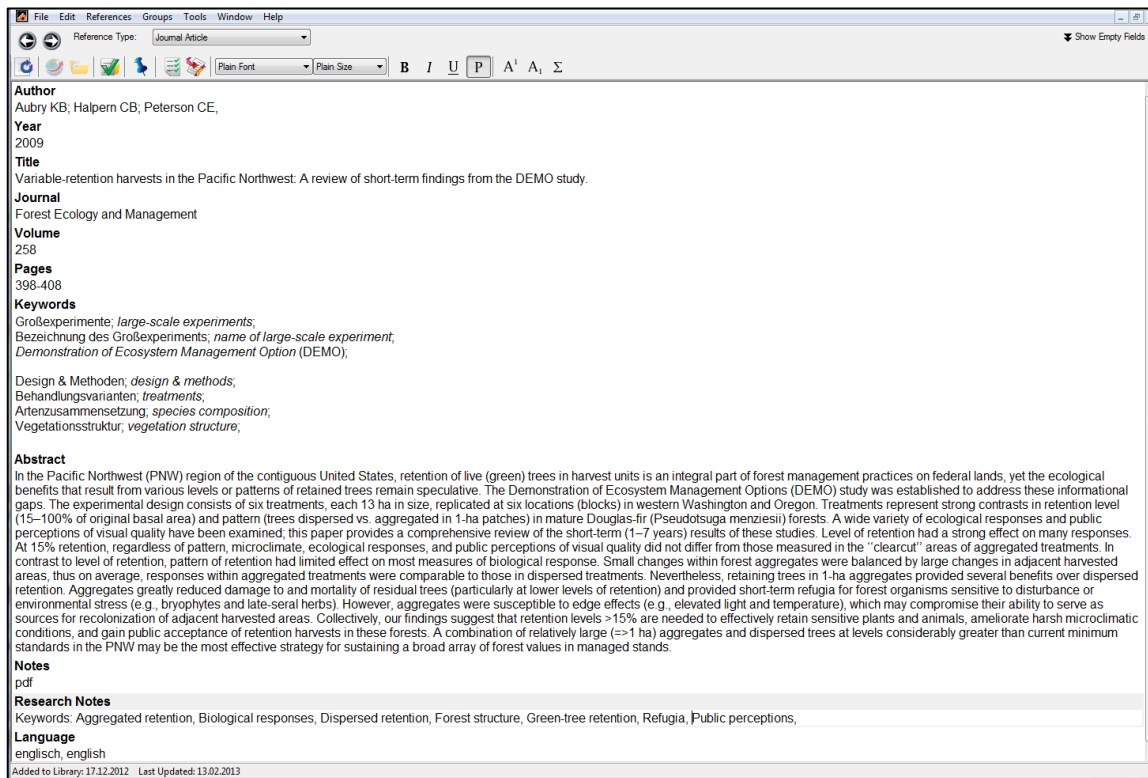 File Edit References Groups Tools Window Help
Reference Type: Journal Article Show Empty Fields
Plain Font Plain Size B I U P A¹ A₁ Σ
Author
Aubry KB; Halpern CB; Peterson CE,
Year
2009
Title
Variable-retention harvests in the Pacific Northwest: A review of short-term findings from the DEMO study.
Journal
Forest Ecology and Management
Volume
258
Pages
398-408
Keywords
Großexperimente; large-scale experiments;
Bezeichnung des Großexperiments; name of large-scale experiment;
Demonstration of Ecosystem Management Option (DEMO);
Design & Methoden; design & methods;
Behandlungsvarianten; treatments;
Artenzusammensetzung; species composition;
Vegetationsstruktur; vegetation structure;
Abstract
In the Pacific Northwest (PNW) region of the contiguous United States, retention of live (green) trees in harvest units is an integral part of forest management practices on federal lands, yet the ecological
benefits that result from various levels or patterns of retained trees remain speculative. The Demonstration of Ecosystem Management Options (DEMO) study was established to address these informational
gaps. The experimental design consists of six treatments, each 13 ha in size, replicated at six locations (blocks) in western Washington and Oregon. Treatments represent strong contrasts in retention level
(15–100% of original basal area) and pattern (trees dispersed vs. aggregated in 1-ha patches) in mature Douglas-fir (Pseudotsuga menziesii) forests. A wide variety of ecological responses and public
perceptions of visual quality have been examined; this paper provides a comprehensive review of the short-term (1–7 years) results of these studies. Level of retention had a strong effect on many responses.
At 15% retention, regardless of pattern, microclimate, ecological responses, and public perceptions of visual quality did not differ from those measured in the ‘‘clearcut’’ areas of aggregated treatments. In
contrast to level of retention, pattern of retention had limited effect on most measures of biological response. Small changes within forest aggregates were balanced by large changes in adjacent harvested
areas, thus on average, responses within aggregated treatments were comparable to those in dispersed treatments. Nevertheless, retaining trees in 1-ha aggregates provided several benefits over dispersed
retention. Aggregates greatly reduced damage to and mortality of residual trees (particularly at lower levels of retention) and provided short-term refugia for forest organisms sensitive to disturbance or
environmental stress (e.g., bryophytes and late-seral herbs). However, aggregates were susceptible to edge effects (e.g., elevated light and temperature), which may compromise their ability to serve as
sources for recolonization of adjacent harvested areas. Collectively, our findings suggest that retention levels >15% are needed to effectively retain sensitive plants and animals, ameliorate harsh microclimatic
conditions, and gain public acceptance of retention harvests in these forests. A combination of relatively large (=>1 ha) aggregates and dispersed trees at levels considerably greater than current minimum
standards in the PNW may be the most effective strategy for sustaining a broad array of forest values in managed stands.
Notes
pdf
Research Notes
Keywords: Aggregated retention, Biological responses, Dispersed retention, Forest structure, Green-tree retention, Refugia, Public perceptions,
Language
englisch, english
Added to Library: 17.12.2012 Last Updated: 13.02.2013